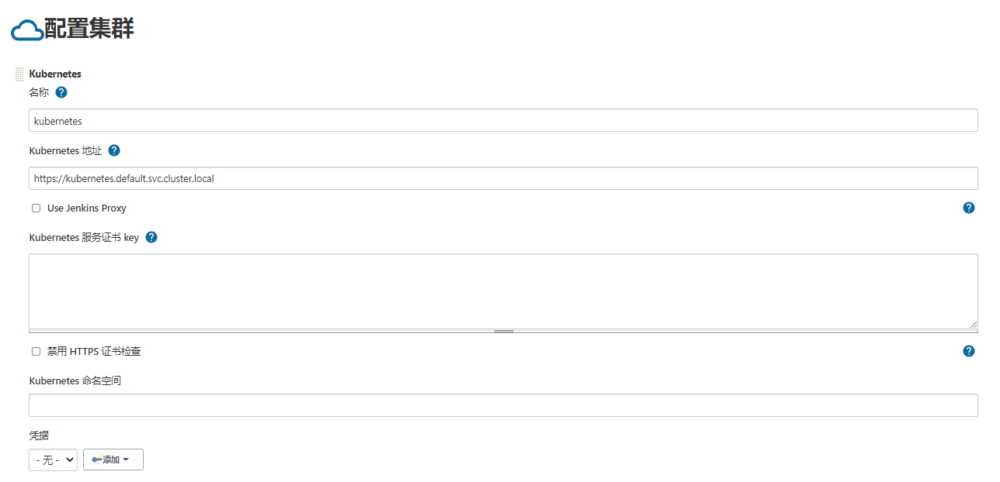 配置集群
Kubernetes
名称 ?
kubernetes
Kubernetes 地址 ?
https://kubernetes.default.svc.cluster.local
Use Jenkins Proxy ?
Kubernetes 服务证书 key ?
禁用 HTTPS 证书检查 ?
Kubernetes 命名空间
凭据
- 无 - 添加